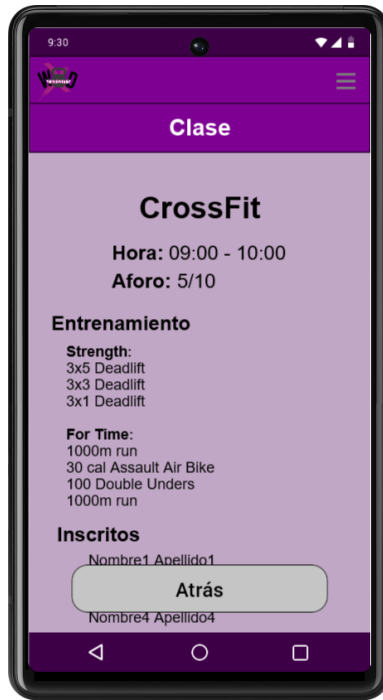 9:30
Clase
CrossFit
Hora: 09:00 - 10:00
Aforo: 5/10
Entrenamiento
Strength:
3x5 Deadlift
3x3 Deadlift
3x1 Deadlift
For Time:
1000m run
30 cal Assault Air Bike
100 Double Unders
1000m run
Inscritos
Nombre1 Apellido1
Atrás
Nombre4 Apellido4